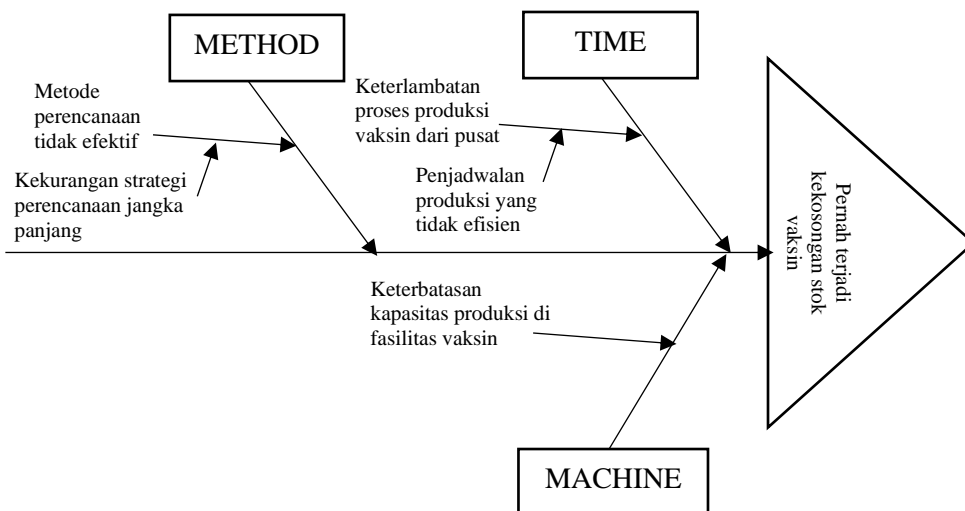 METHOD
TIME
Metode
perencanaan
tidak efektif
Kekurangan strategi
perencanaan jangka
panjang
Keterlambatan
proses produksi
vaksin dari pusat
Penjadwalan
produksi yang
tidak efisien
Pernah terjadi
kekosongan stok
vaksin
Keterbatasan
kapasitas produksi di
fasilitas vaksin
MACHINE